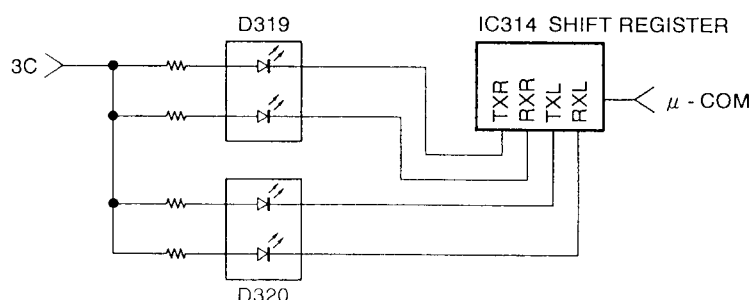 D319
IC314 SHIFT REGISTER
3C
TXR
RXR
TXL
RXL
μ-COM
D320